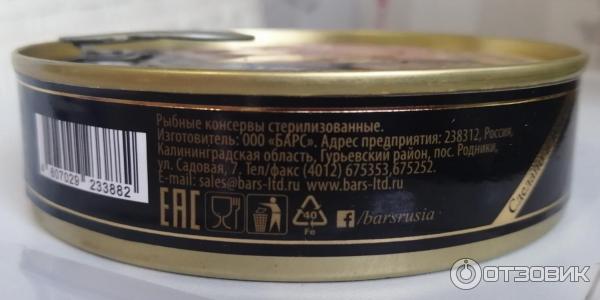 Рыбные консервы стерилизованные.
Изготовитель: ООО «БАРС». Адрес предприятия: 238312, Россия,
Калининградская область, Гурьевский район, пос. Родники,
ул. Садовая, 7. Тел/факс (4012) 675353,675252.
E-mail: sales@bars-ltd.ru www.bars-ltd.ru
807029 233882
EAC
40
Fe
f/barsrusia
ОТЗОВИК